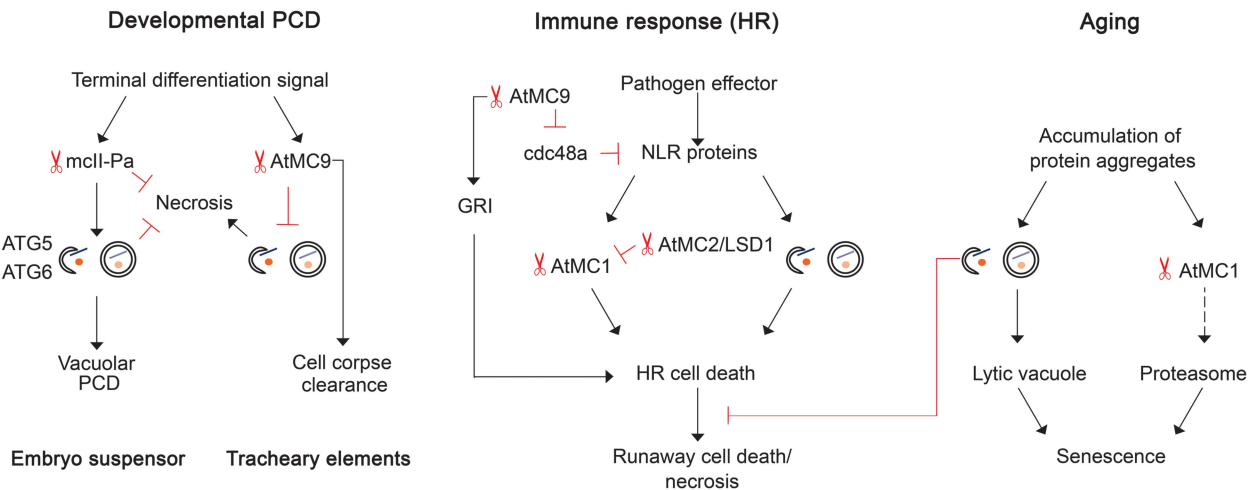 Developmental PCD
Terminal differentiation signal
mcII-Pa
AtMC9
Necrosis
ATG5
ATG6
Vacuolar
PCD
Cell corpse
clearance
Embryo suspensor
Tracheary elements
Immune response (HR)
AtMC9
Pathogen effector
cdc48a
NLR proteins
GRI
AtMC2/LSD1
AtMC1
HR cell death
Runaway cell death/
necrosis
Aging
Accumulation of
protein aggregates
AtMC1
Lytic vacuole
Proteasome
Senescence